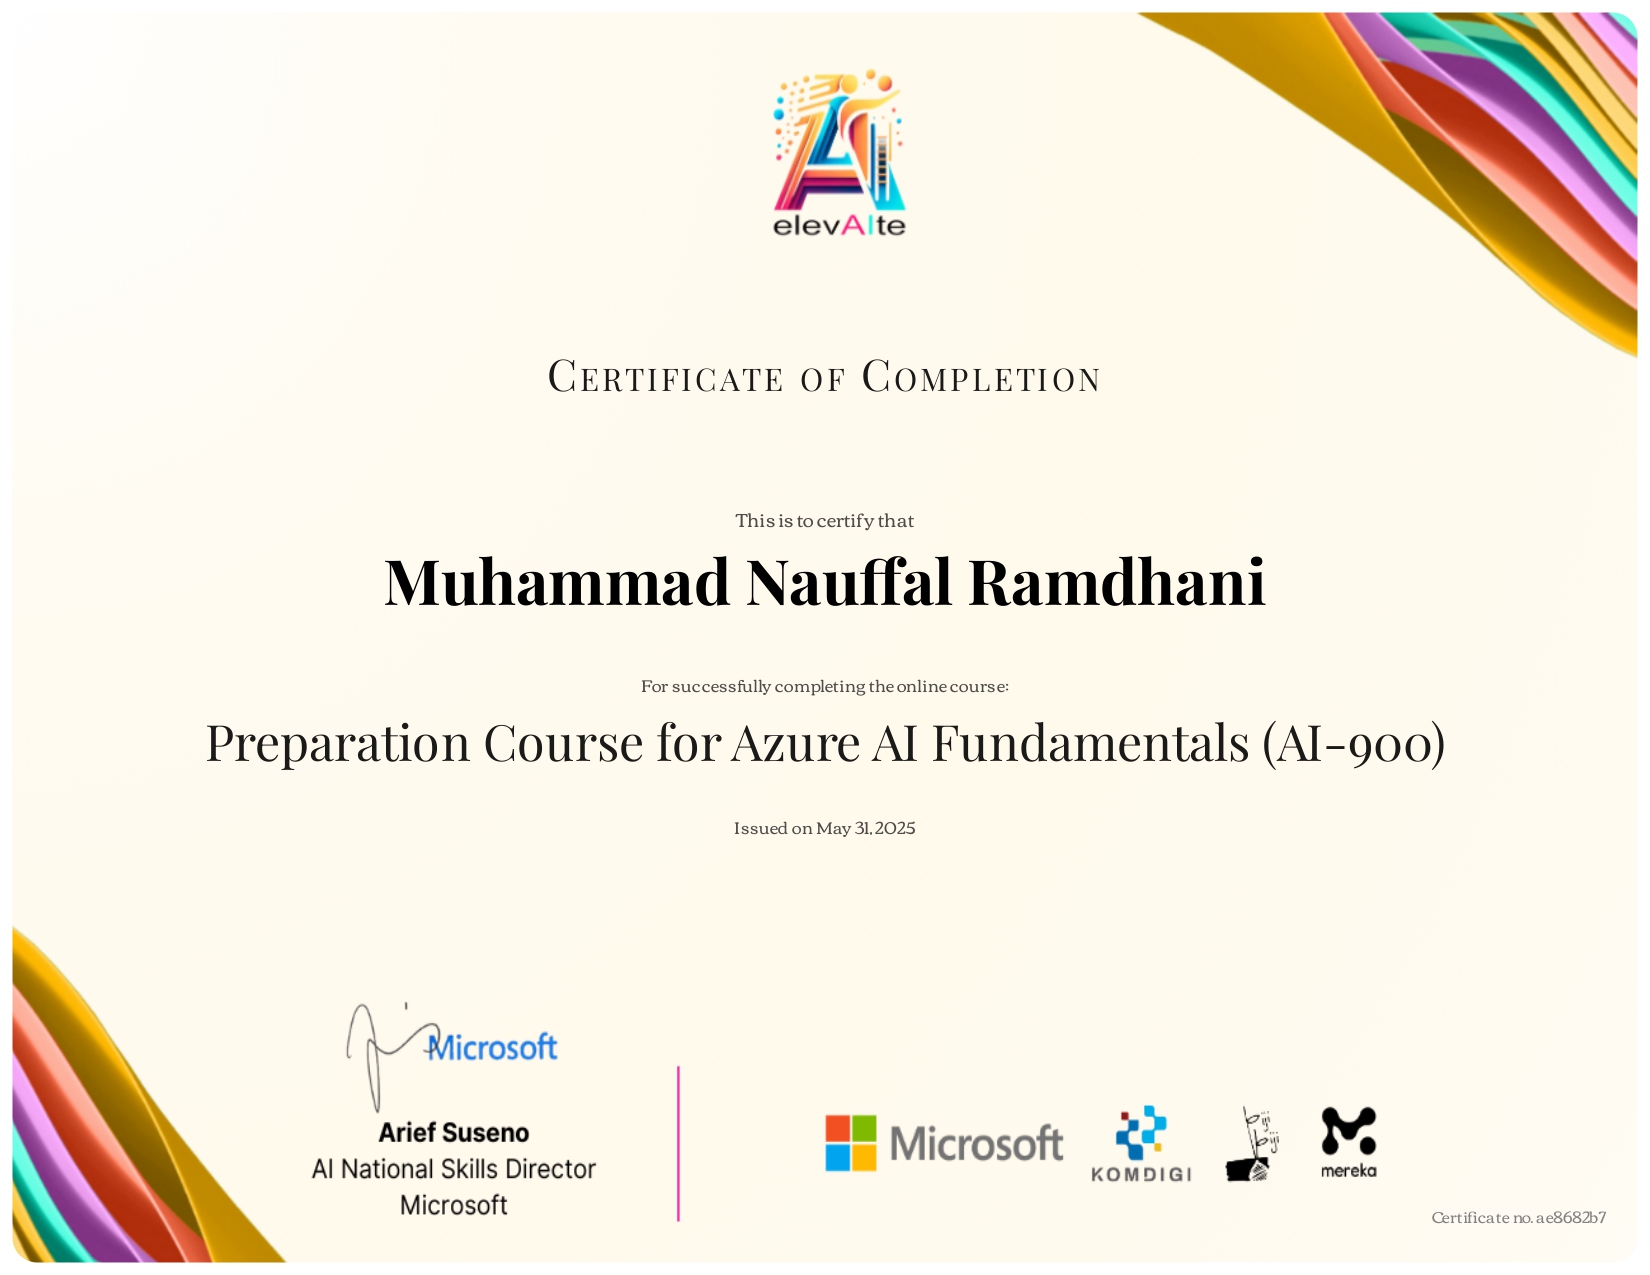 elevAIte
Certificate of Completion
This is to certify that
Muhammad Nauffal Ramdhani
For successfully completing the online course:
Preparation Course for Azure AI Fundamentals (AI-900)
Issued on May 31, 2025
Microsoft
Arief Suseno
AI National Skills Director
Microsoft
Microsoft
KOMDIGI
biji
biji
mereka
Certificate no. ae8682b7